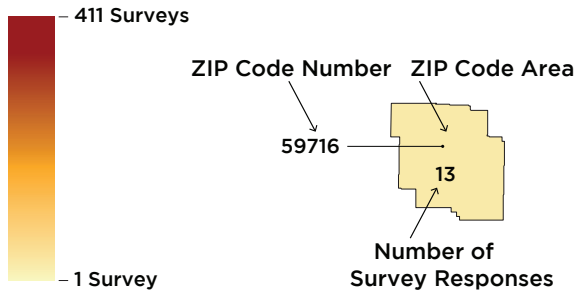 411 Surveys
ZIP Code Number
ZIP Code Area
59716
13
Number of
Survey Responses
1 Survey